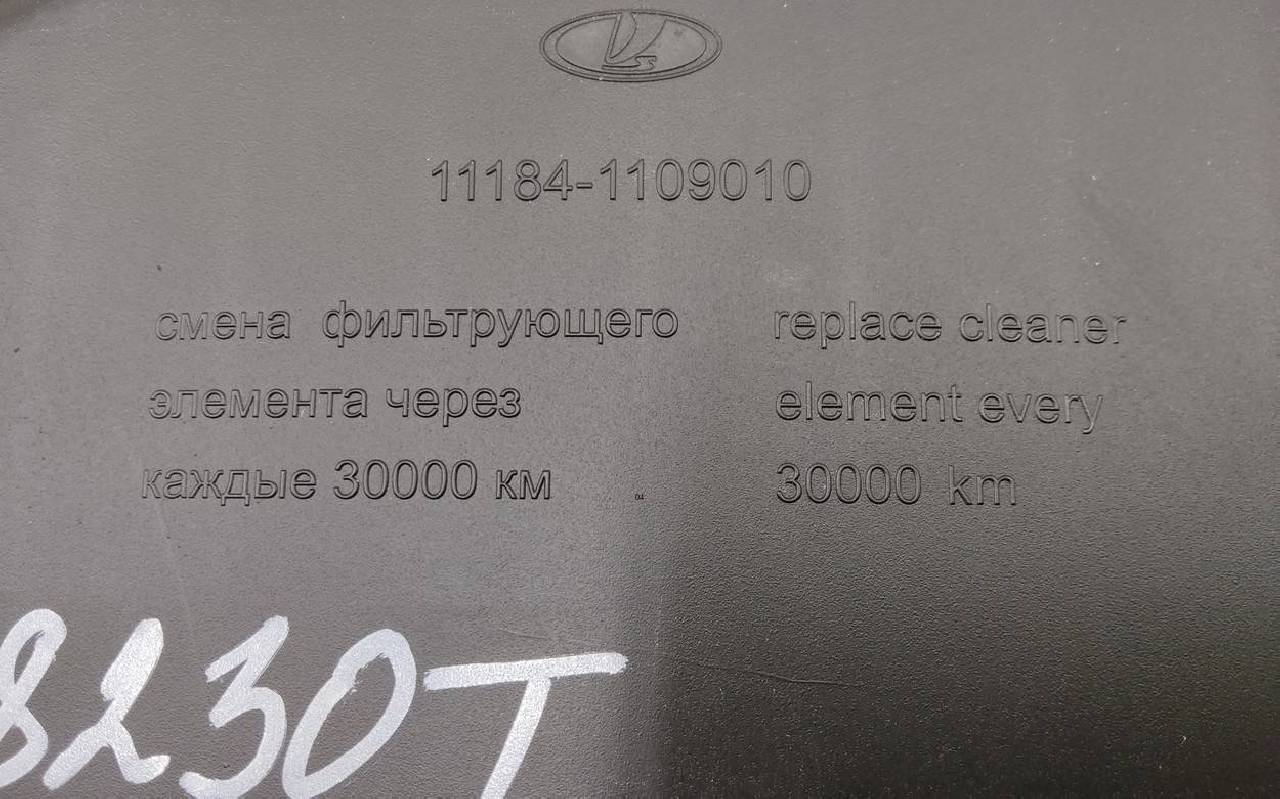 11184-1109010
смена фильтрующего
элемента через
каждые 30000 км
replace cleaner
element every
30000 km
8230T